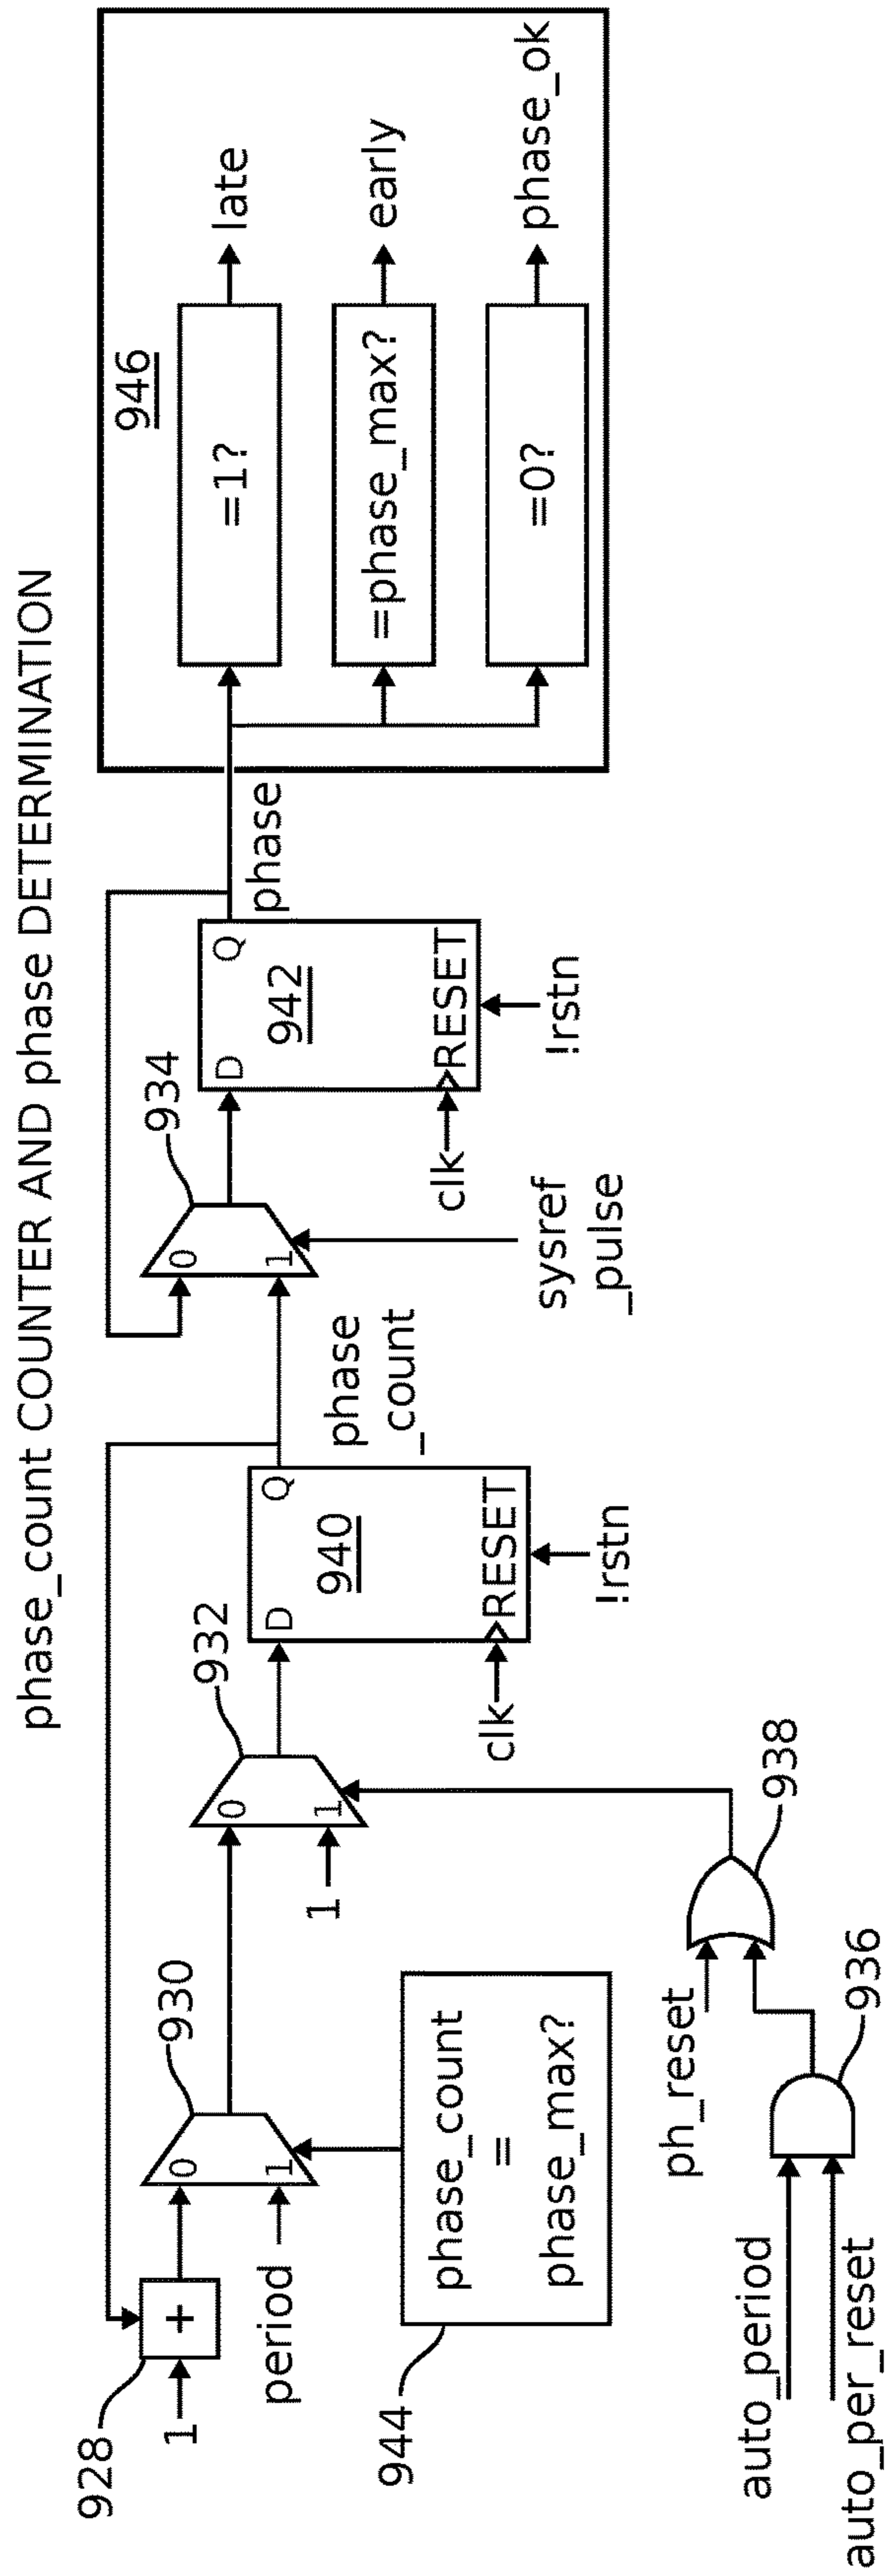 phase_count COUNTER AND phase DETERMINATION
928
1
+
930
0
1
period
944
phase_count
=
phase_max?
auto_period
auto_per_reset
936
ph_reset
938
932
0
1
1
D
Q
940
clk
RESET
!rstn
phase
_count
934
0
1
sysref
_pulse
D
Q
942
clk
RESET
!rstn
phase
946
=1?
late
=phase_max?
early
=0?
phase_ok